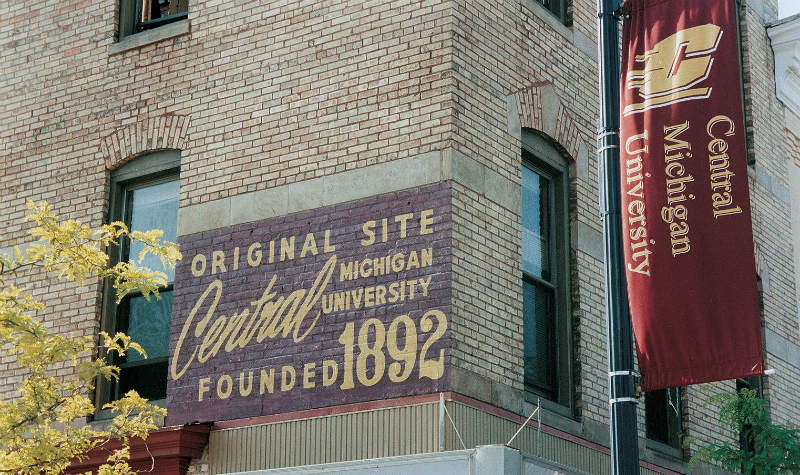 ORIGINAL SITE
Central MICHIGAN
UNIVERSITY
FOUNDED 1892
Central
Michigan
University